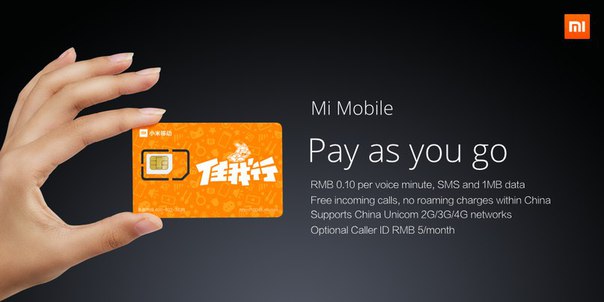 mi
Mi Mobile
Pay as you go
RMB 0.10 per voice minute, SMS and 1MB data
Free incoming calls, no roaming charges within China
Supports China Unicom 2G/3G/4G networks
Optional Caller ID RMB 5/month
mi 小米移动
任我行